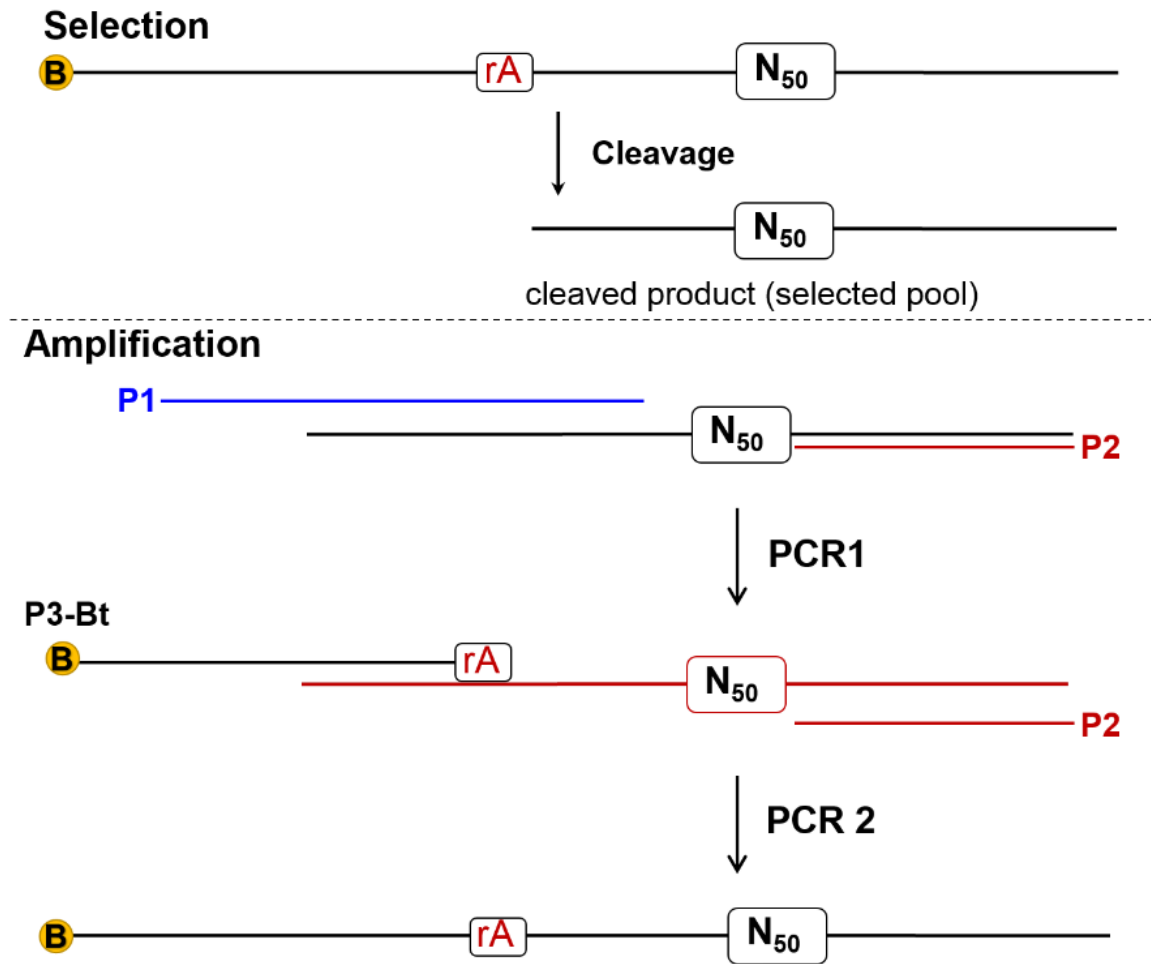 Selection
B rA N50
Cleavage
N50
cleaved product (selected pool)
Amplification
P1
N50
P2
PCR1
P3-Bt
B rA
N50
P2
PCR 2
B rA N50